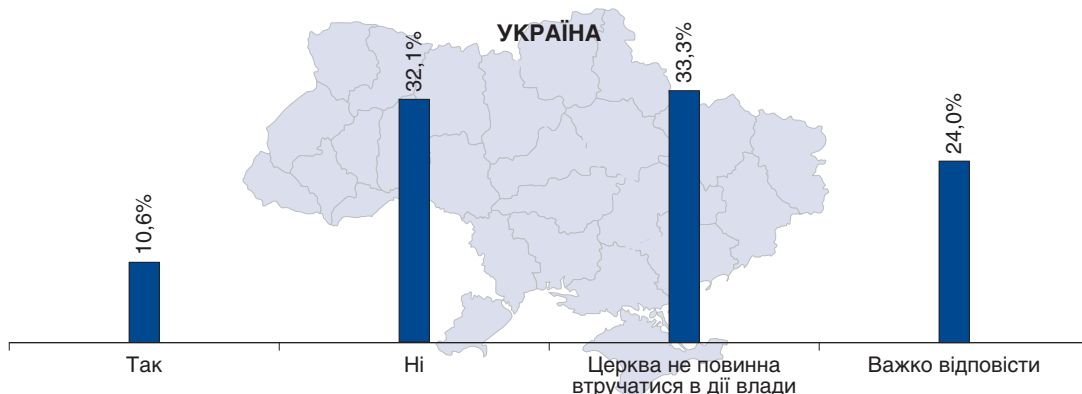 УКРАЇНА
10,6%
32,1%
33,3%
24,0%
Так
Ні
Церква не повинна
втручатися в дії влади
Важко відповісти